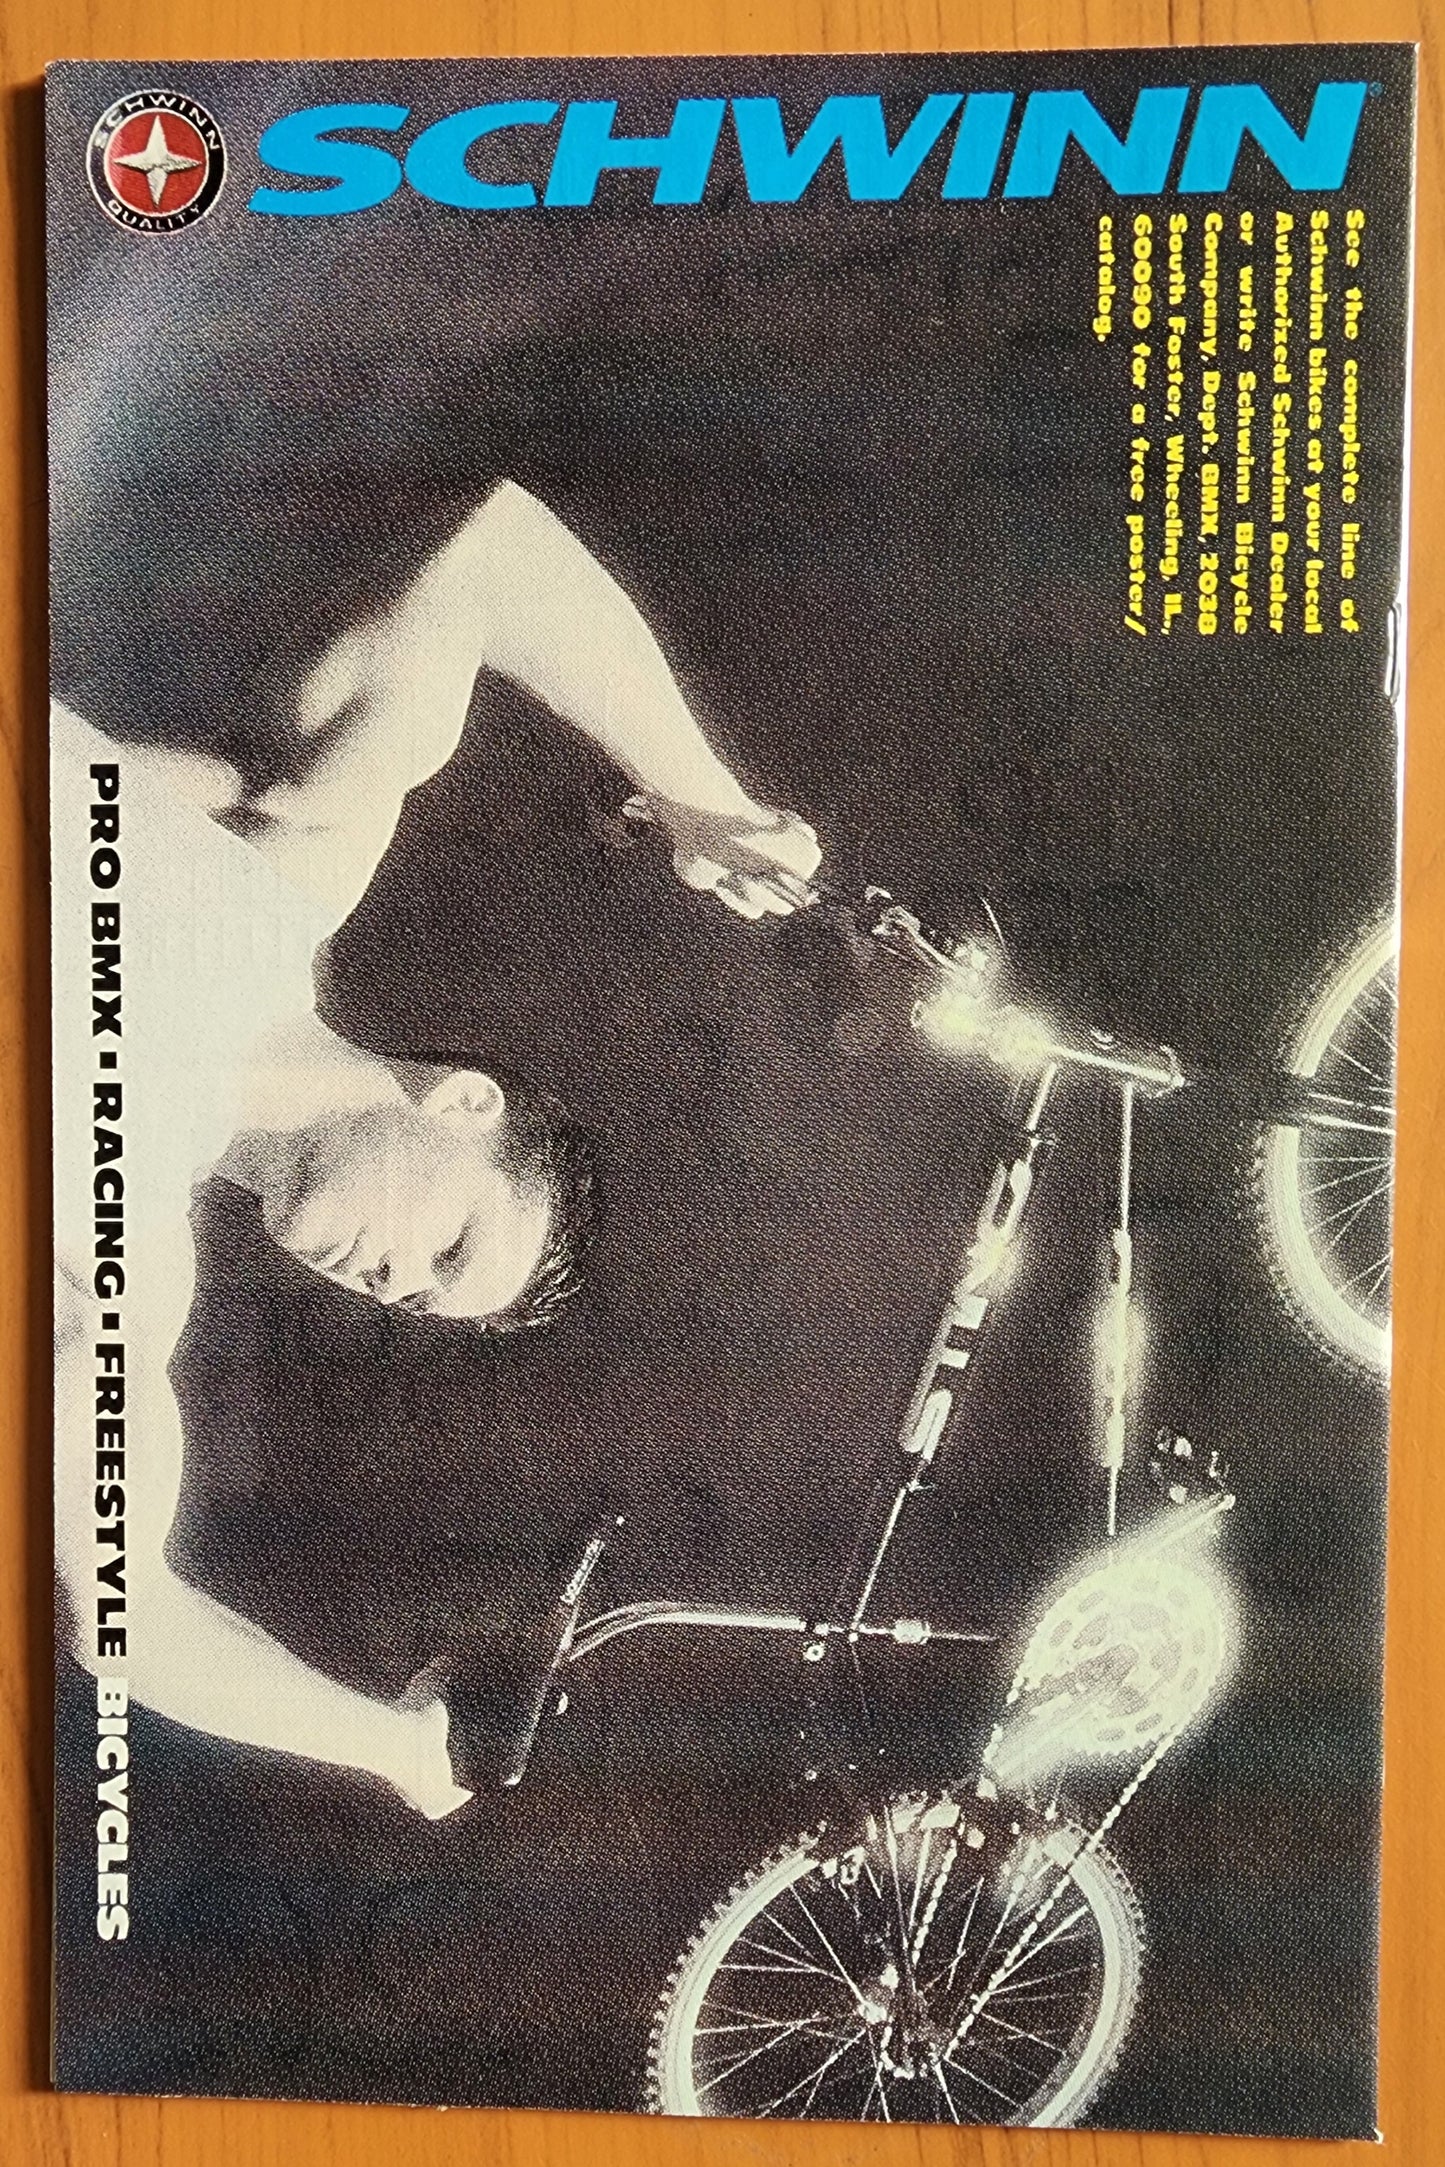 SCHWINN
QUALITY
SCHWINN®
See the complete line of
Schwinn bikes at your local
Authorized Schwinn Dealer
or write Schwinn Bicycle
Company, Dept. BMX, 2038
South Foster, Wheeling, IL,
60090 for a free poster/
catalog.
PRO BMX ▪ RACING ▪ FREESTYLE BICYCLES